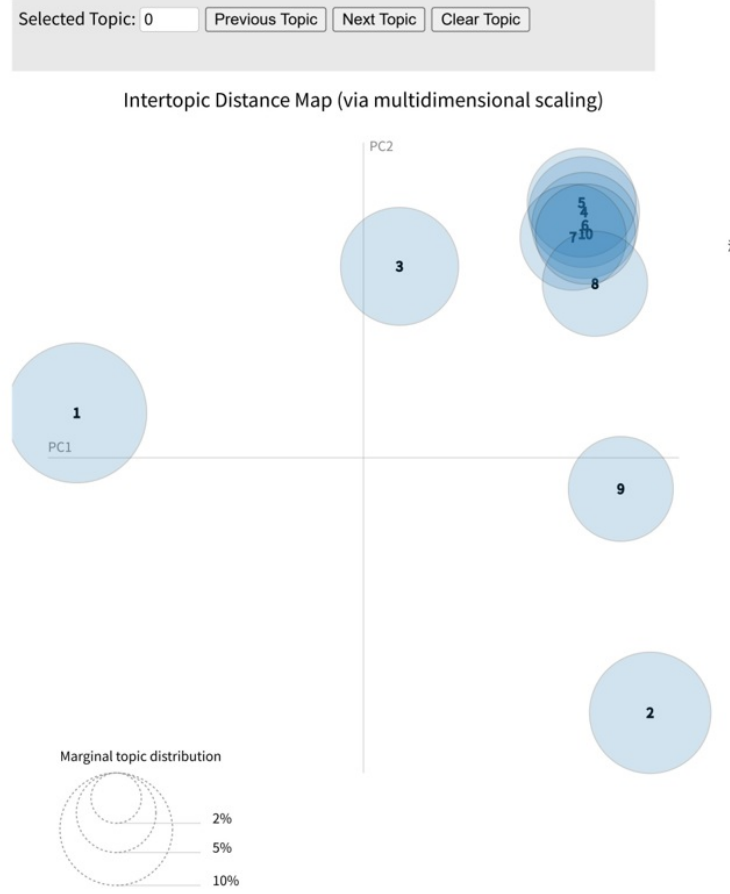 Selected Topic: 0 Previous Topic Next Topic Clear Topic
Intertopic Distance Map (via multidimensional scaling)
PC2
5
4
6
7 10
3
8
1
PC1
9
2
Marginal topic distribution
2%
5%
10%